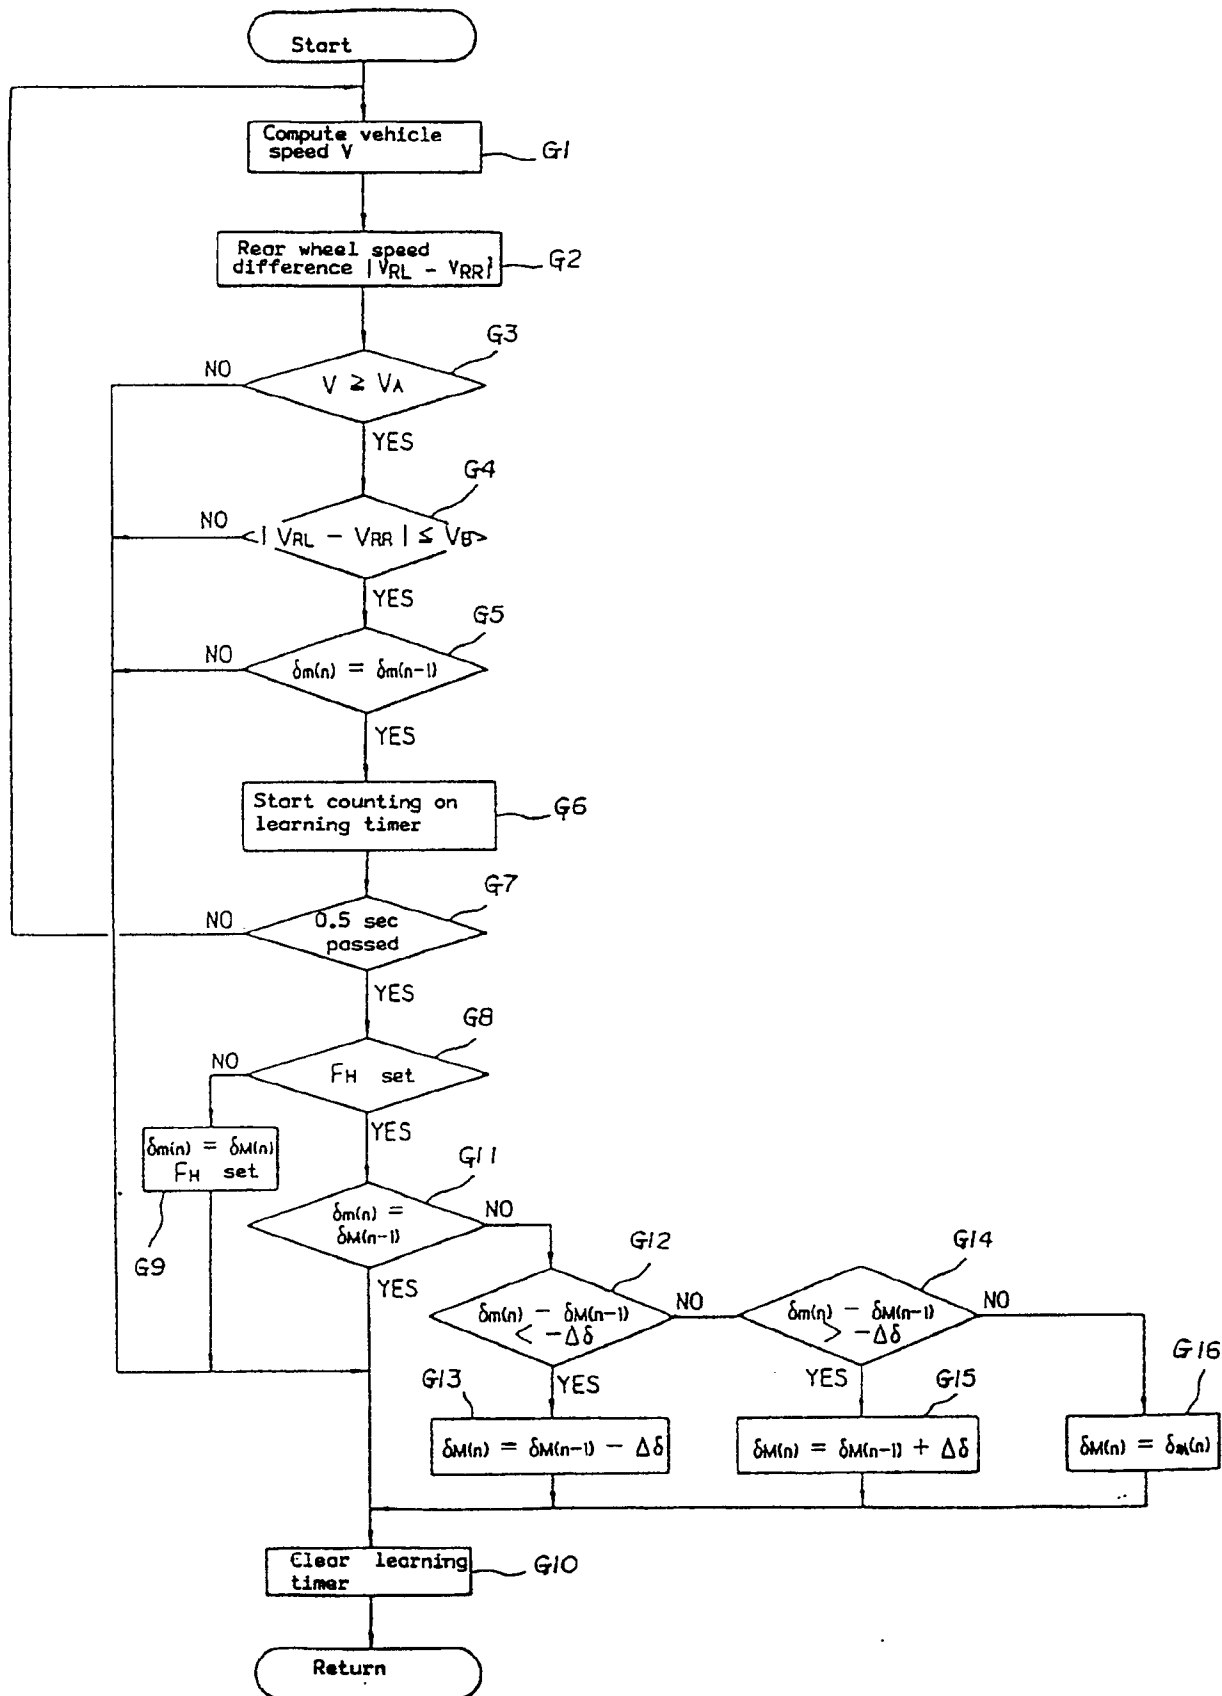 Start
Compute vehicle
speed V
G1
Rear wheel speed
difference |VRL - VRR|
G2
G3
NO
V ≧ VA
YES
G4
NO
| VRL - VRR | ≤ VB
YES
G5
NO
δm(n) = δm(n-1)
YES
Start counting on
learning timer
G6
G7
NO
0.5 sec
passed
YES
G8
NO
FH set
YES
δm(n) = δM(n)
FH set
G9
G11
NO
δm(n) =
δM(n-1)
YES
G12
NO
δm(n) - δM(n-1)
< -Δδ
YES
G14
NO
δm(n) - δM(n-1)
> -Δδ
YES
G13
δM(n) = δM(n-1) - Δδ
G15
δM(n) = δM(n-1) + Δδ
G16
δM(n) =
Clear learning
timer
G10
Return